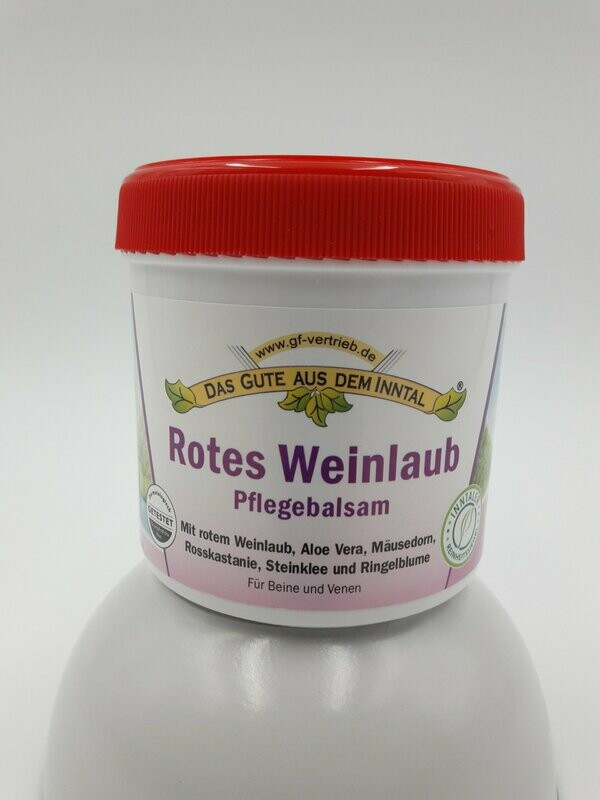 www.gf-vertrieb.de
DAS GUTE AUS DEM INNTAL
®
Rotes Weinlaub
Pflegebalsam
GETESTET
INNTALER
Mit rotem Weinlaub, Aloe Vera, Mäusedorn,
Rosskastanie, Steinklee und Ringelblume
Für Beine und Venen